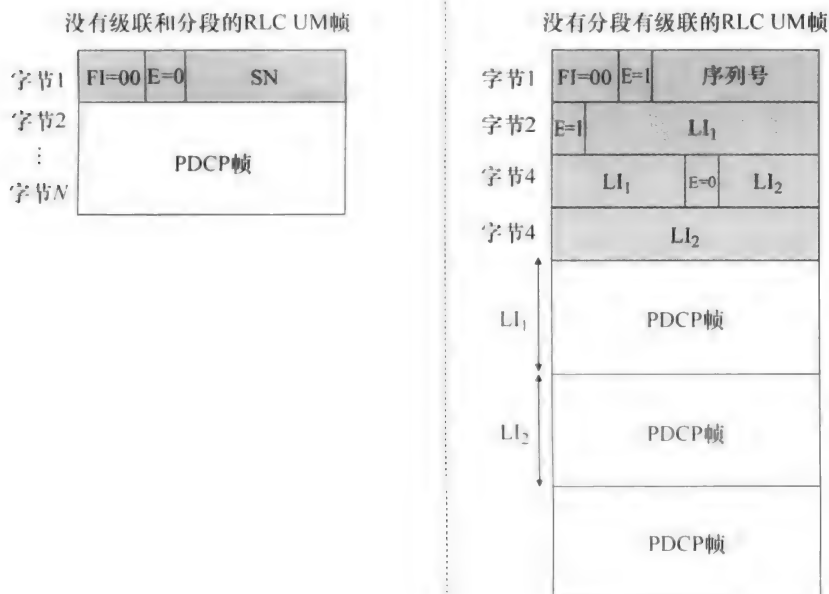 没有级联和分段的RLC UM帧
字节1 FI=00 E=0 SN
字节2
⋮
字节N
PDCP帧
没有分段有级联的RLC UM帧
字节1 FI=00 E=1 序列号
字节2 E=1 LI₁
字节4 LI₁ E=0 LI₂
字节4 LI₂
LI₁ PDCP帧
LI₂ PDCP帧
PDCP帧